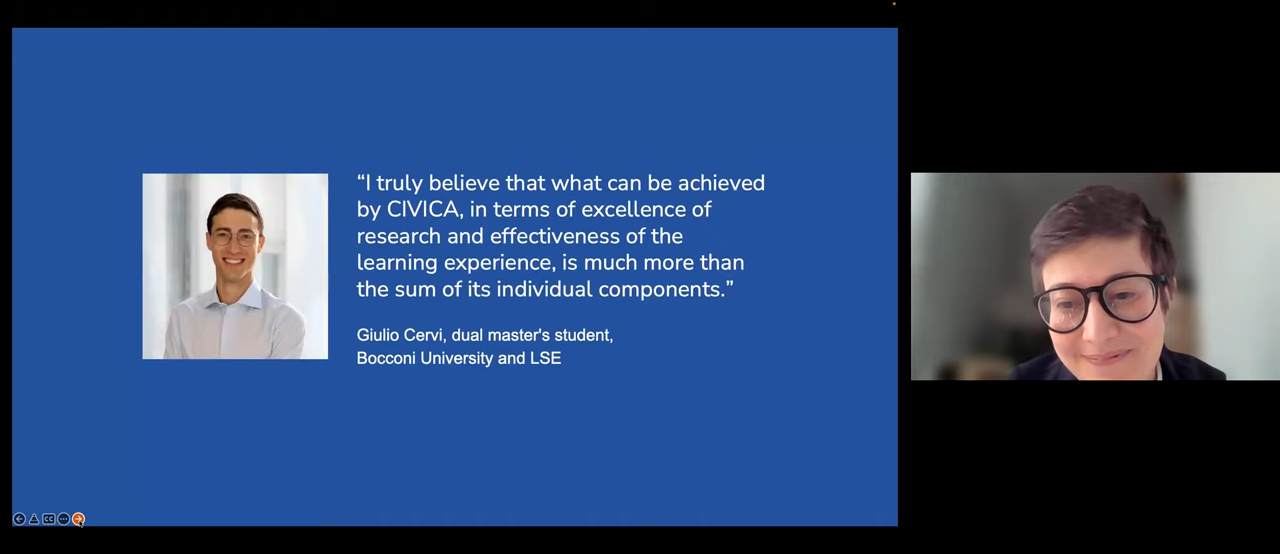 “I truly believe that what can be achieved
by CIVICA, in terms of excellence of
research and effectiveness of the
learning experience, is much more than
the sum of its individual components.”
Giulio Cervi, dual master's student,
Bocconi University and LSE
CC